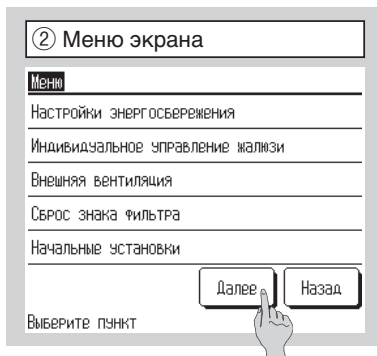 ② Меню экрана
Меню
Настройки энергосбережения
Индивидуальное управление жалюзи
Внешняя вентиляция
Сброс знака фильтра
Начальные установки
Далее Назад
Выберите пункт